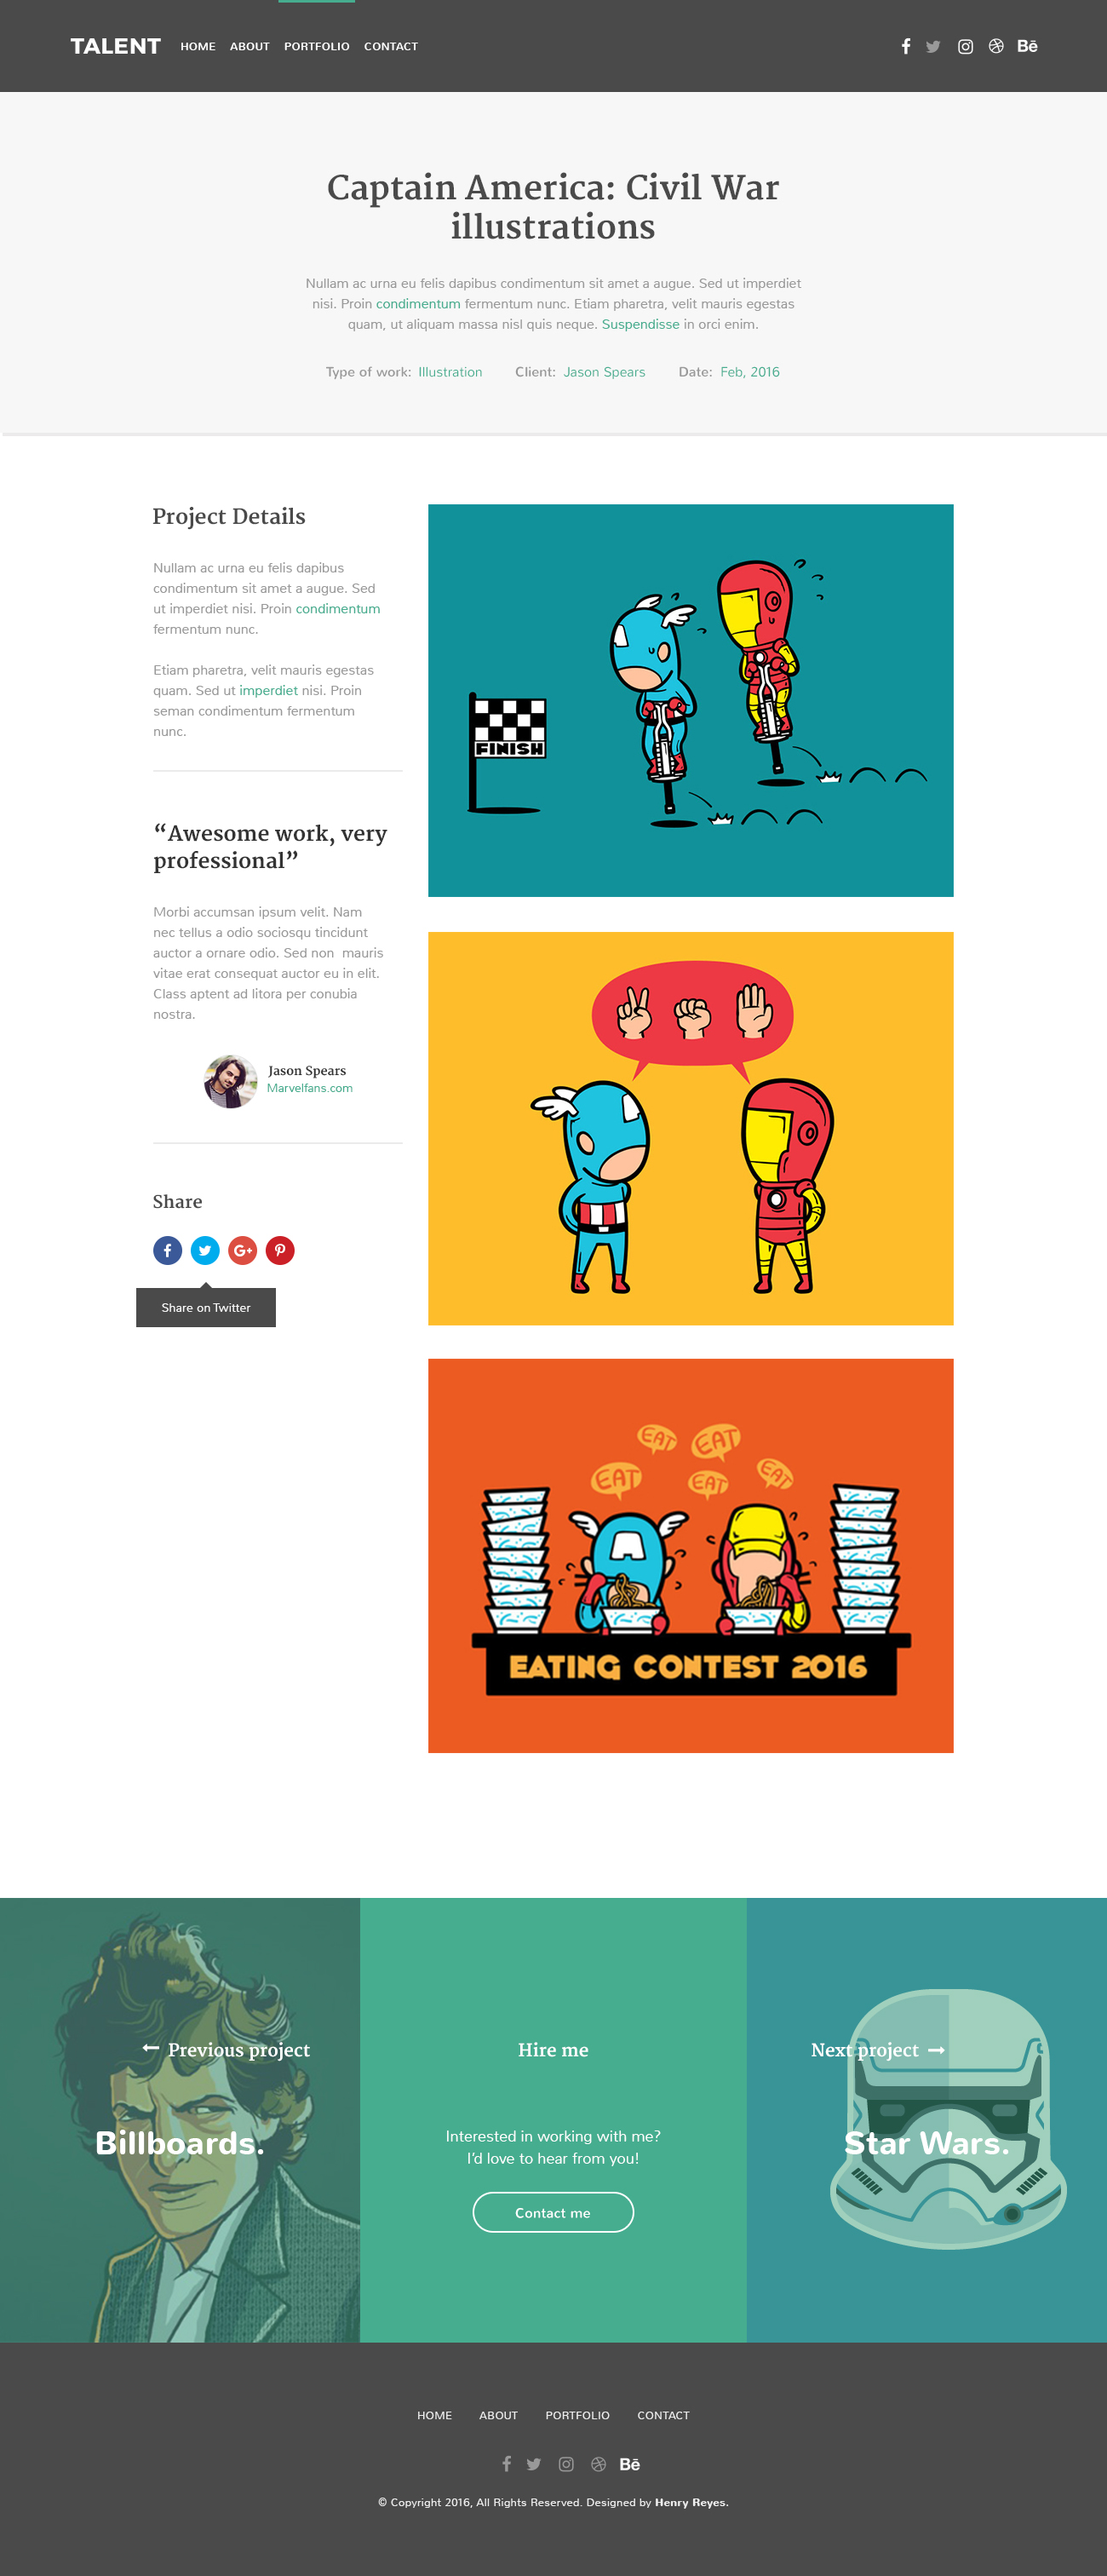 TALENT HOME ABOUT PORTFOLIO CONTACT Bē
Captain America: Civil War
illustrations
Nullam ac urna eu felis dapibus condimentum sit amet a augue. Sed ut imperdiet
nisi. Proin condimentum fermentum nunc. Etiam pharetra, velit mauris egestas
quam, ut aliquam massa nisl quis neque. Suspendisse in orci enim.
Type of work: Illustration Client: Jason Spears Date: Feb, 2016
Project Details
Nullam ac urna eu felis dapibus
condimentum sit amet a augue. Sed
ut imperdiet nisi. Proin condimentum
fermentum nunc.
Etiam pharetra, velit mauris egestas
quam. Sed ut imperdiet nisi. Proin
seman condimentum fermentum
nunc.
“Awesome work, very
professional”
Morbi accumsan ipsum velit. Nam
nec tellus a odio sociosqu tincidunt
auctor a ornare odio. Sed non mauris
vitae erat consequat auctor eu in elit.
Class aptent ad litora per conubia
nostra.
Jason Spears
Marvelfans.com
Share
G+
Share on Twitter
FINISH
EAT
EAT
EAT
EAT
EAT
EATING CONTEST 2016
Previous project
Billboards.
Hire me
Interested in working with me?
I’d love to hear from you!
Contact me
Next project
Star Wars.
HOME ABOUT PORTFOLIO CONTACT
Bē
© Copyright 2016, All Rights Reserved. Designed by Henry Reyes.